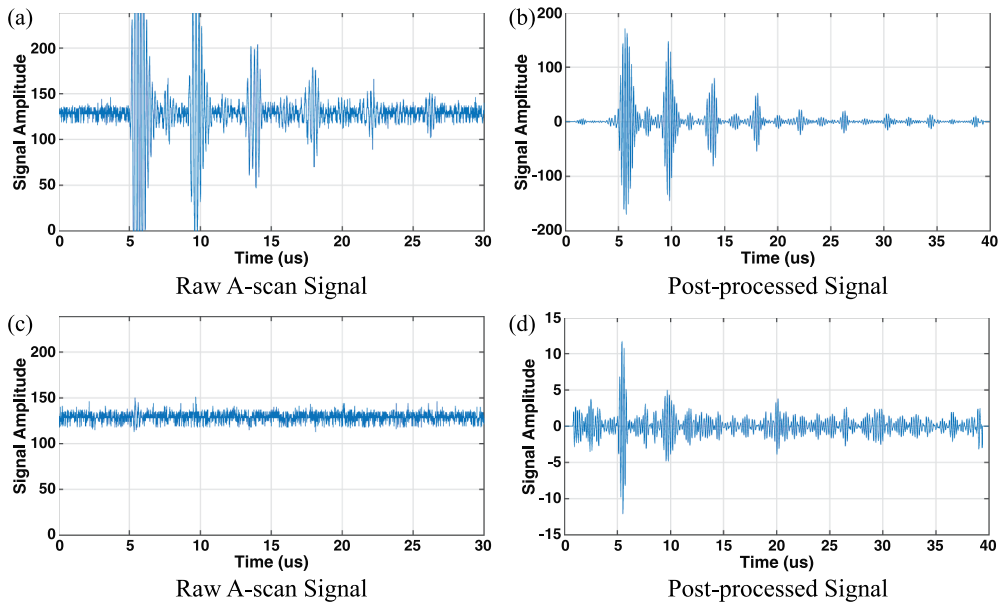 (a)
Signal Amplitude
200
150
100
50
0
0 5 10 15 20 25 30
Time (us)
Raw A-scan Signal
(b)
Signal Amplitude
200
100
0
-100
-200
0 5 10 15 20 25 30 35 40
Time (us)
Post-processed Signal
(c)
Signal Amplitude
200
150
100
50
0
0 5 10 15 20 25 30
Time (us)
Raw A-scan Signal
(d)
Signal Amplitude
15
10
5
0
-5
-10
-15
0 5 10 15 20 25 30 35 40
Time (us)
Post-processed Signal